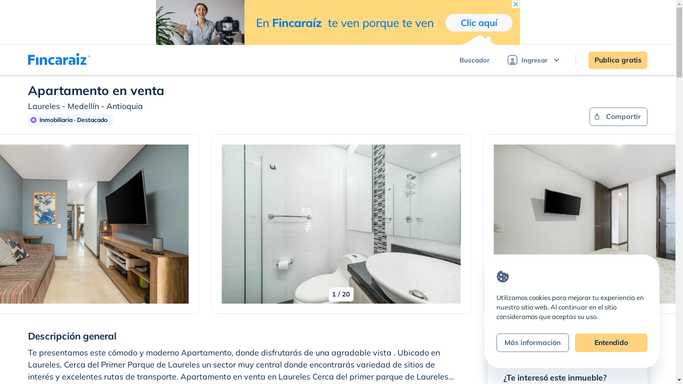 En Fincaraíz te ven porque te ven
Clic aquí
Fincaraíz
Buscador
Ingresar
Publica gratis
Apartamento en venta
Laureles - Medellín - Antioquia
Inmobiliaria · Destacado
Compartir
1 / 20
Utilizamos cookies para mejorar tu experiencia en
nuestro sitio web. Al continuar en el sitio
consideramos que aceptas su uso.
Más información
Entendido
Descripción general
Te presentamos este cómodo y moderno Apartamento, donde disfrutarás de una agradable vista . Ubicado en
Laureles, Cerca del Primer Parque de Laureles un sector muy central donde encontrarás variedad de sitios de
interés y excelentes rutas de transporte. Apartamento en venta en Laureles Cerca del primer parque de Laureles...
¿Te interesó este inmueble?